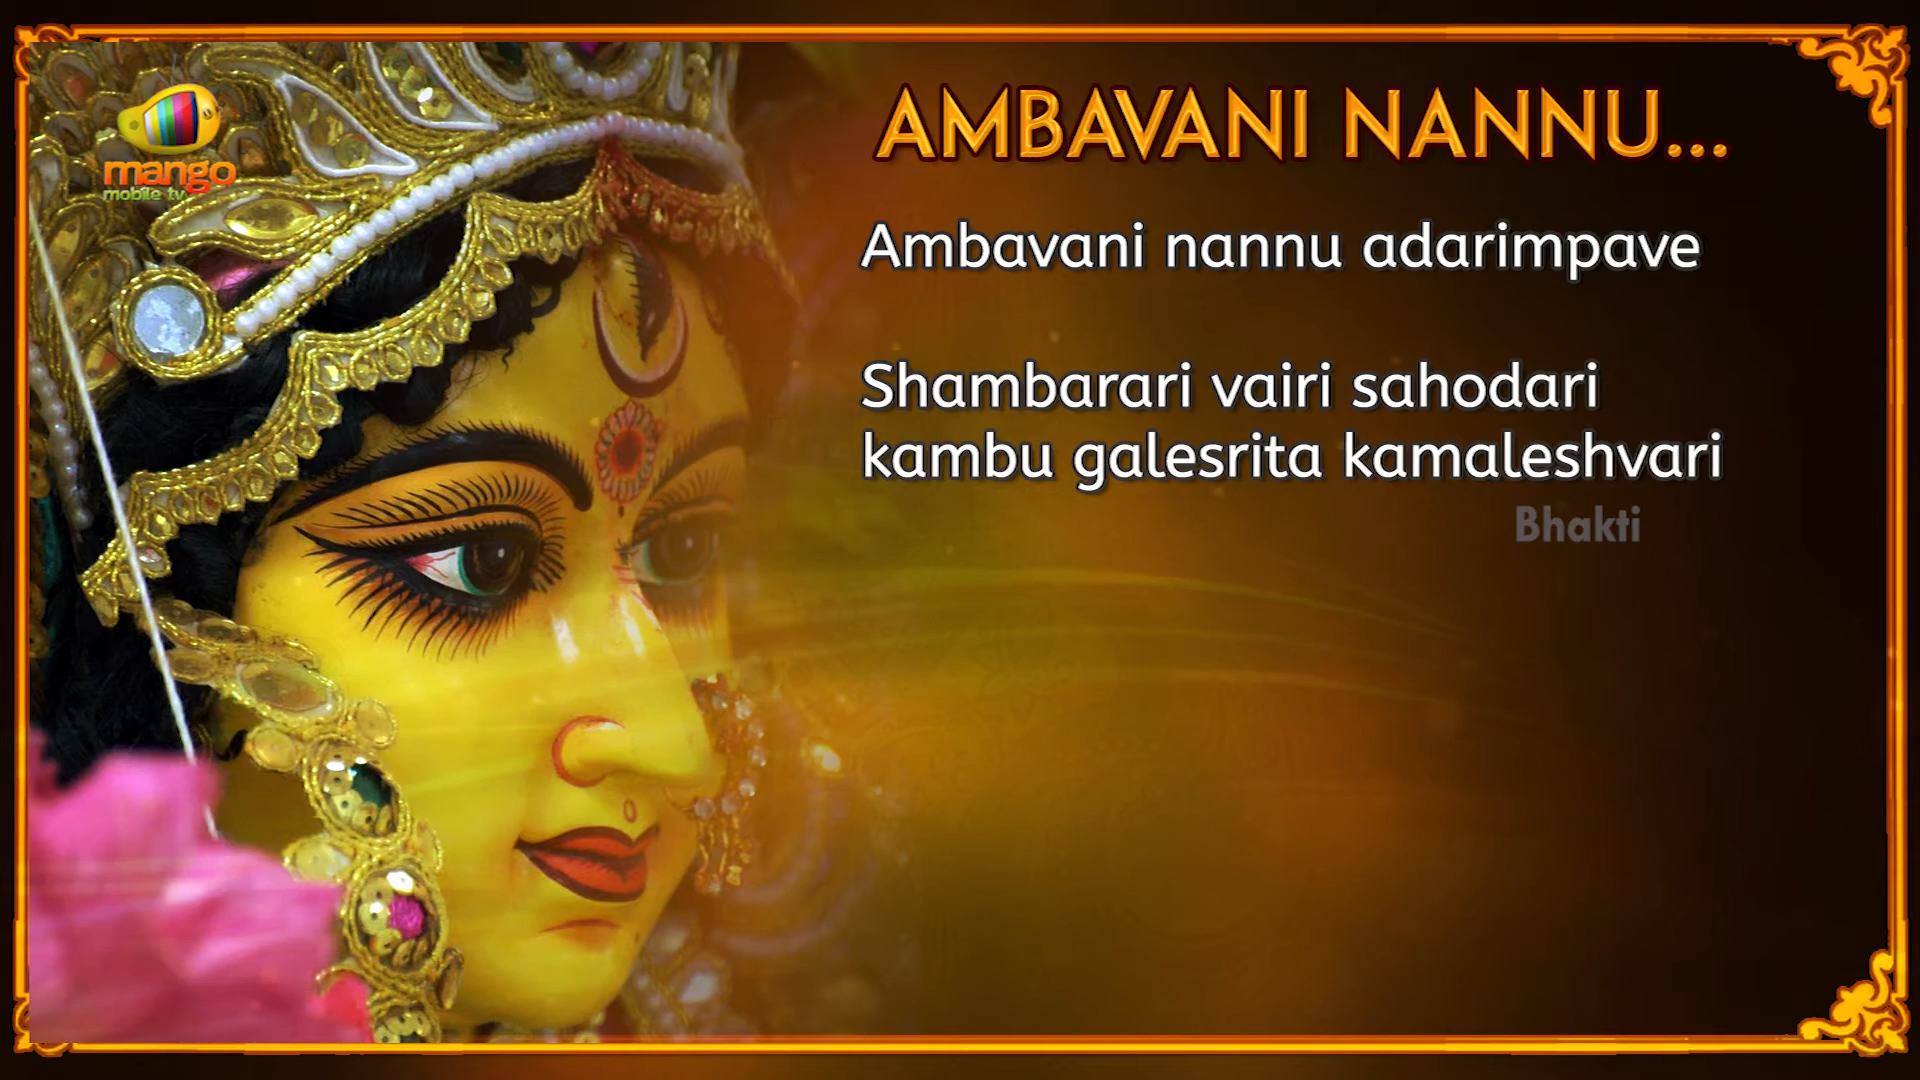 mango
mobile tv
AMBAVANI NANNU...
Ambavani nannu adarimpave
Shambarari vairi sahodari
kambu galesrita kamaleshvari
Bhakti